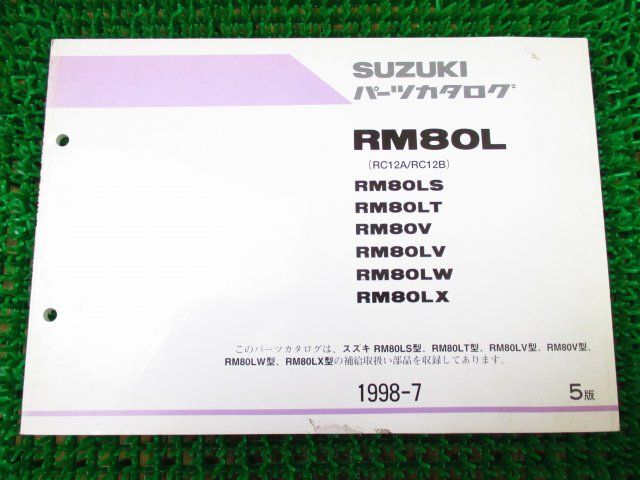 SUZUKI
パーツカタログ
RM80L
(RC12A/RC12B)
RM80LS
RM80LT
RM80V
RM80LV
RM80LW
RM80LX
このパーツカタログは、スズキ RM80LS型、RM80LT型、RM80LV型、RM80V型、
RM80LW型、RM80LX型の補給取扱い部品を収録してあります。
1998-7
5版